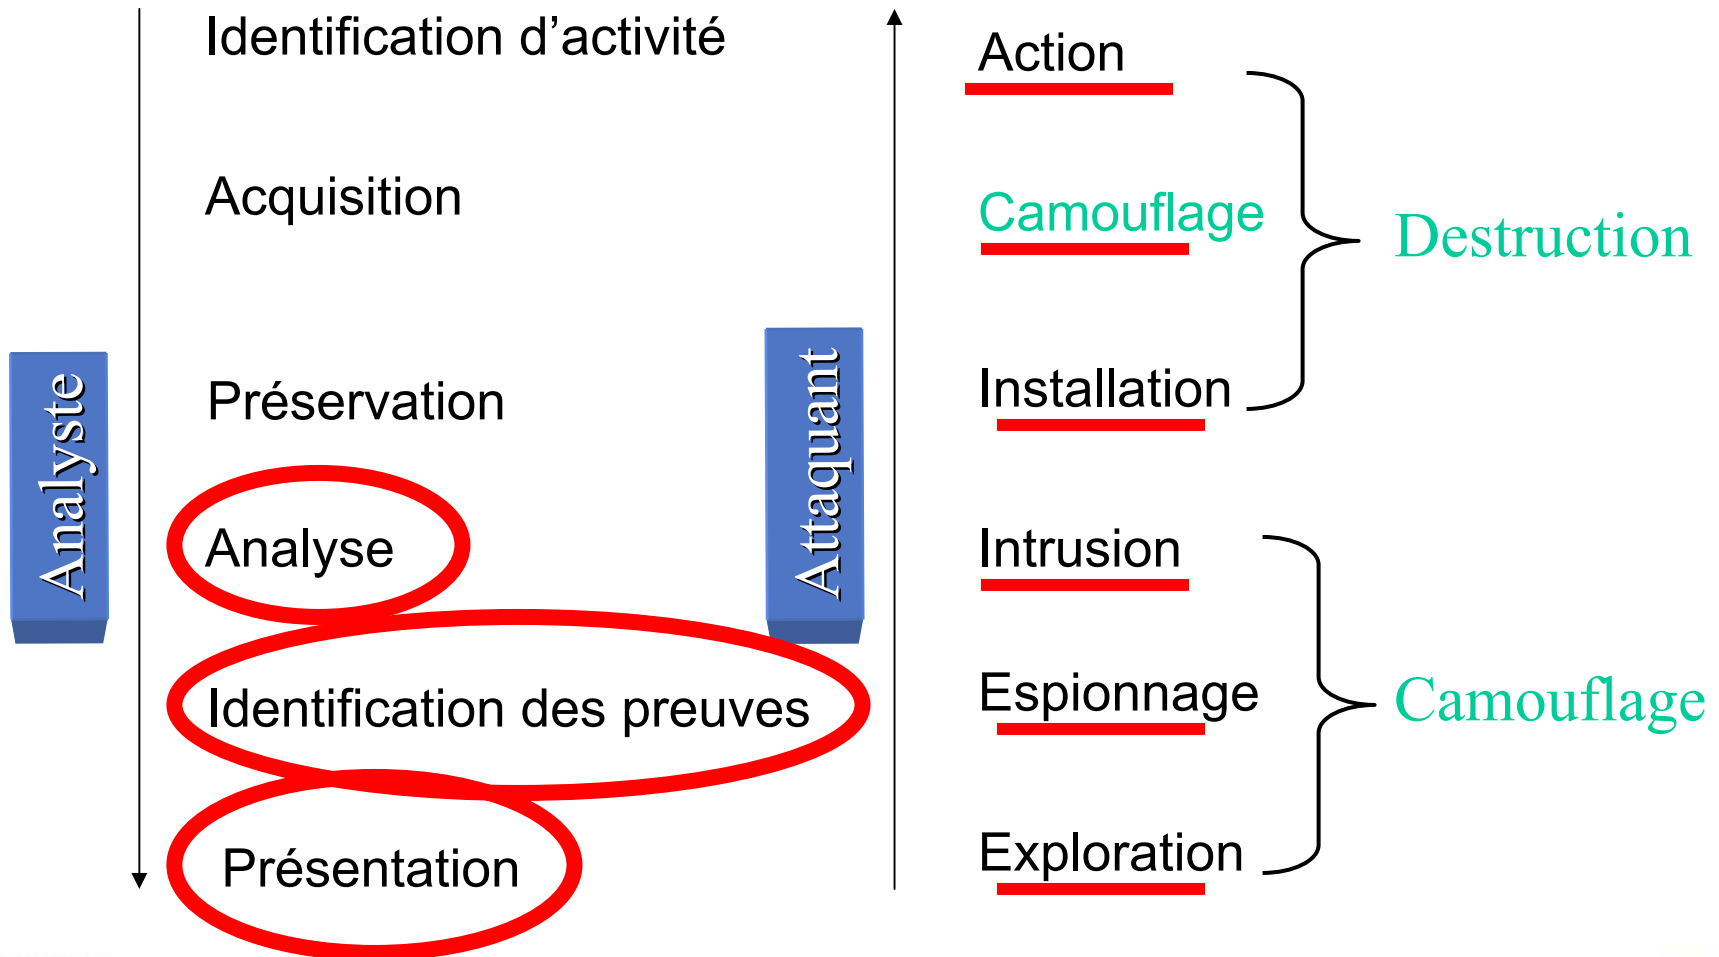 Analyste
Identification d’activité
Acquisition
Préservation
Analyse
Identification des preuves
Présentation
Attaquant
Action
Camouflage
Installation
Intrusion
Espionnage
Exploration
Destruction
Camouflage